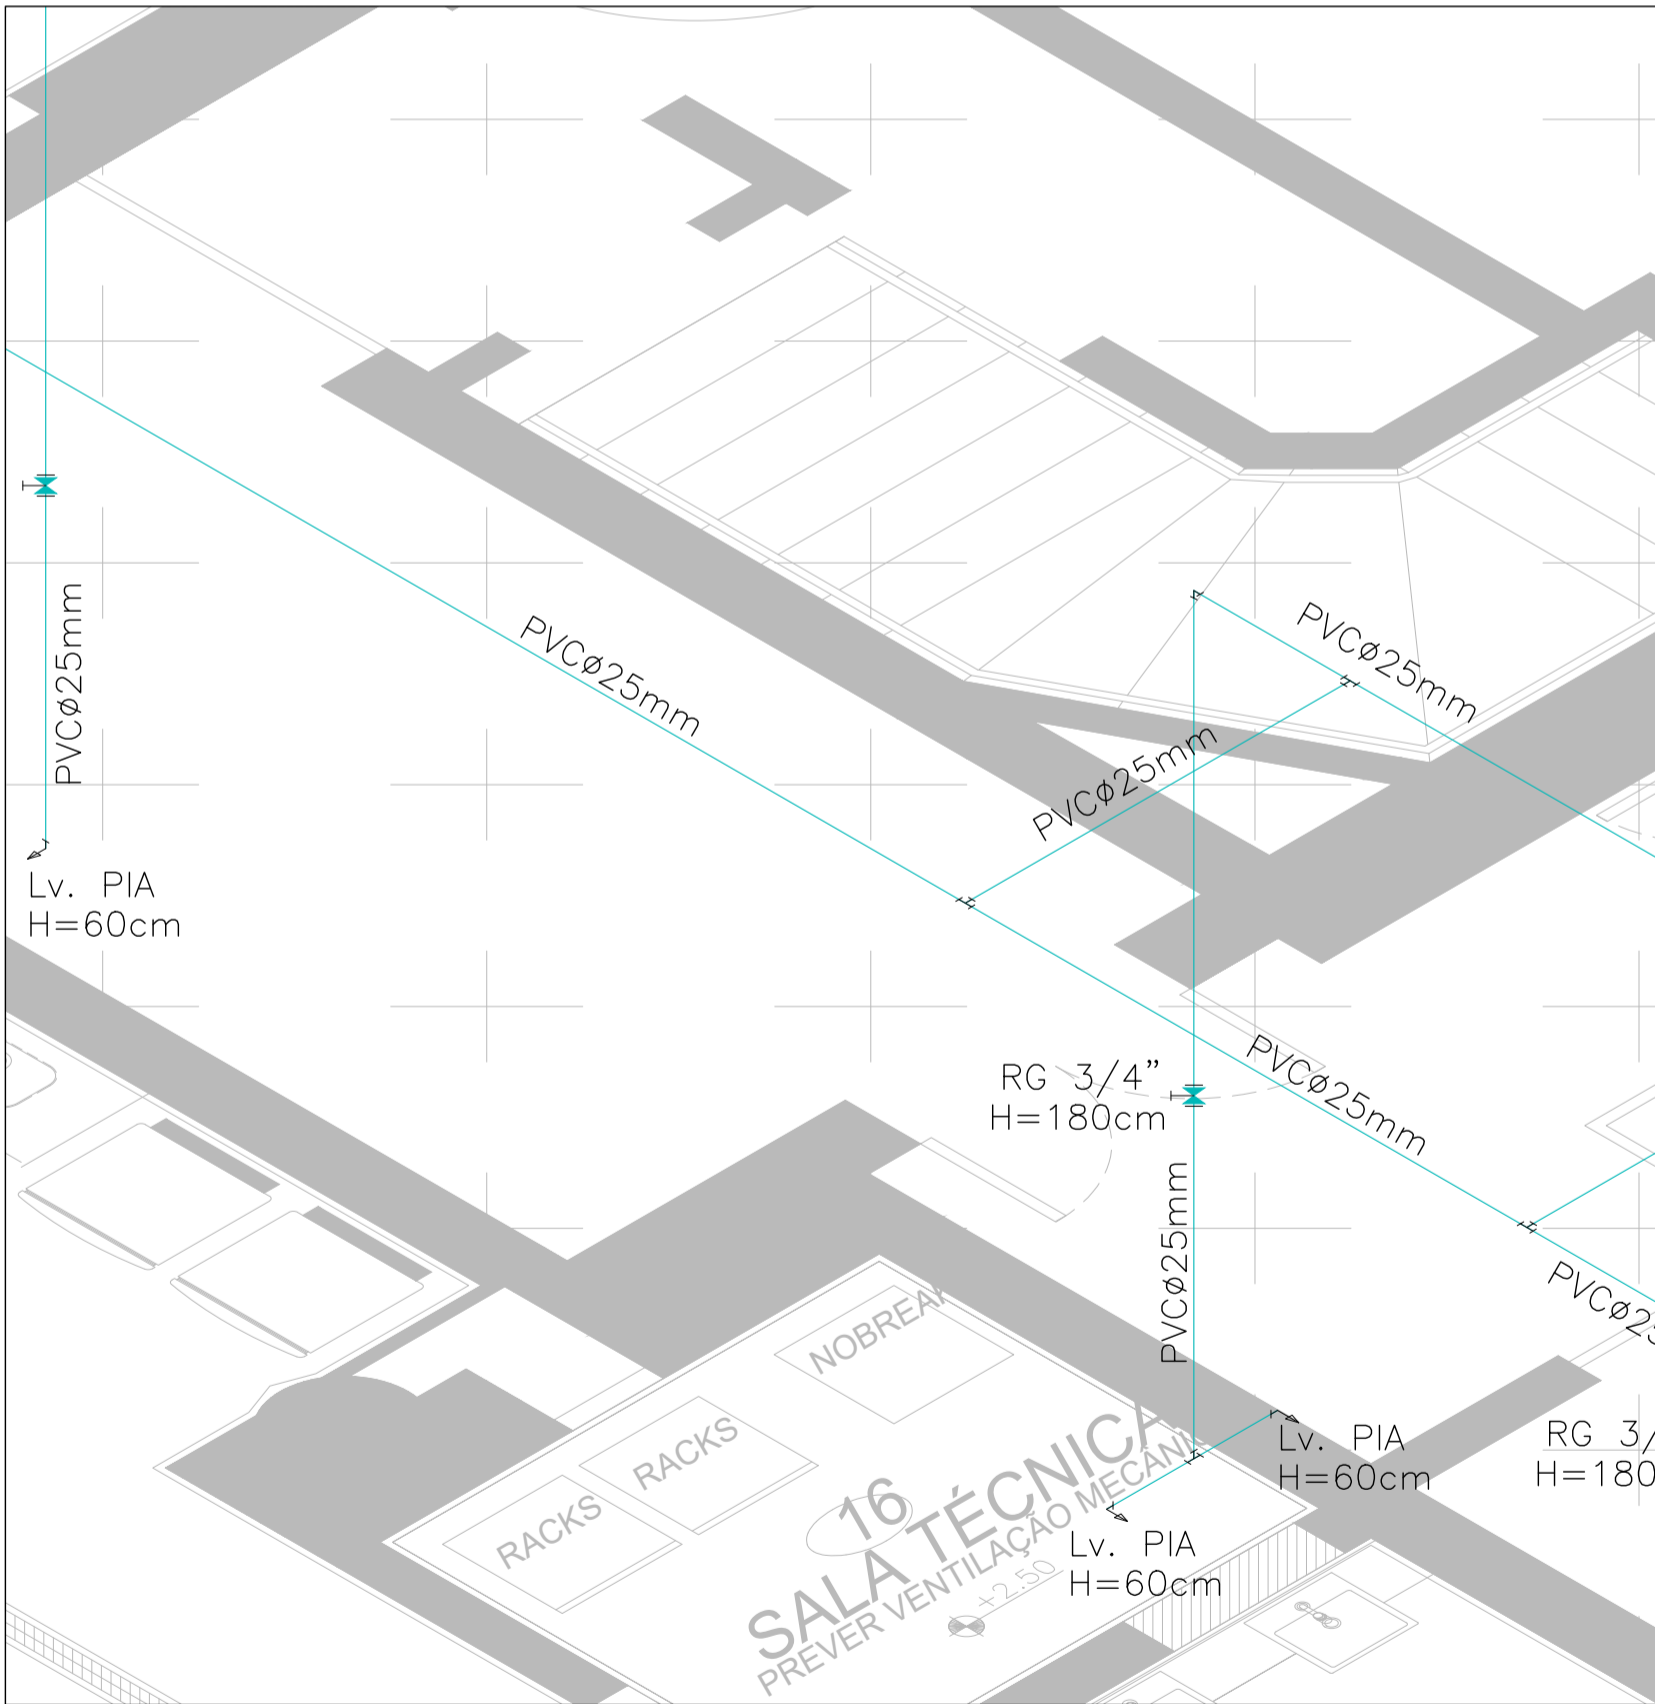 PVCø25mm
PVCø25mm
PVCø25mm
PVCø25mm
Lv. PIA
H=60cm
RG 3/4”
H=180cm
PVCø25mm
PVCø25mm
PVCø2
NOBREAK
RACKS
RACKS
16
SALA TÉCNICA
PREVER VENTILAÇÃO MECÂNI
+2.50
Lv. PIA
H=60cm
RG 3/
H=180
Lv. PIA
H=60cm